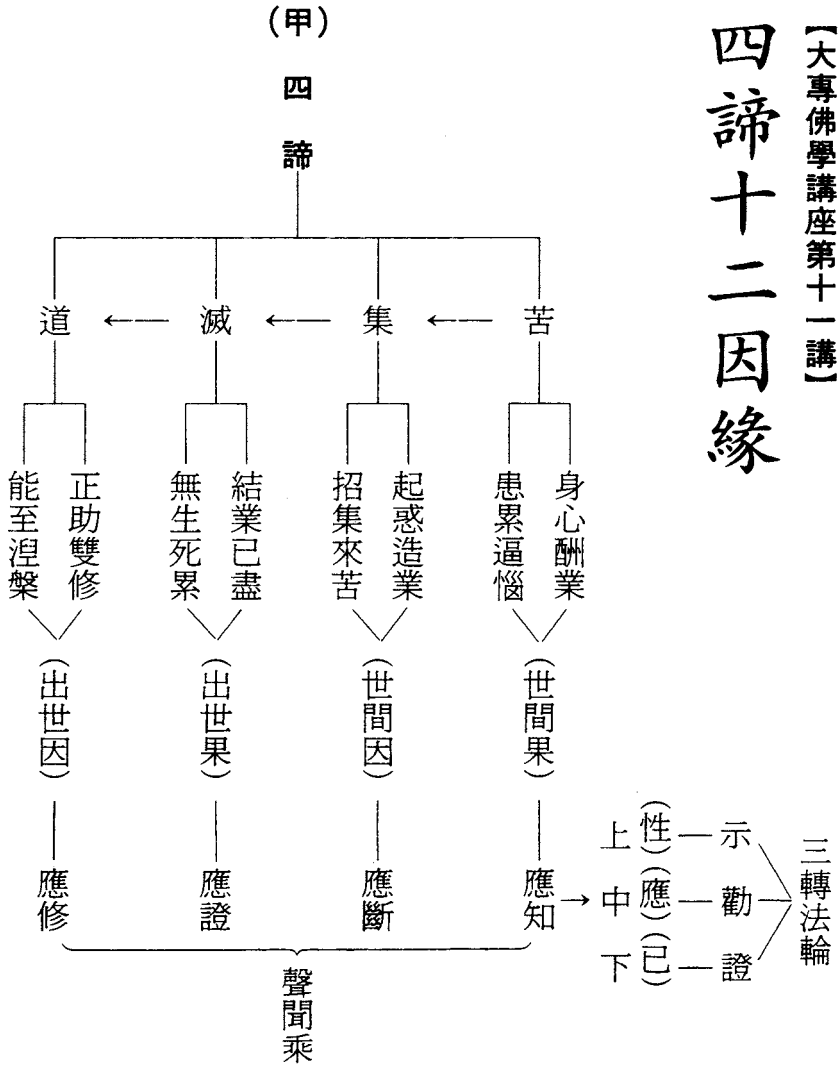 【大專佛學講座第十一講】
四諦十二因緣
（甲）四諦
苦
集
滅
道
身心酬業
患累逼惱
起惑造業
招集來苦
結業已盡
無生死累
正助雙修
能至湼槃
（世間果）
（世間因）
（出世果）
（出世因）
應知
應斷
應證
應修
聲聞乘
三轉法輪
示
勸
證
（性）
（應）
（已）
上
中
下